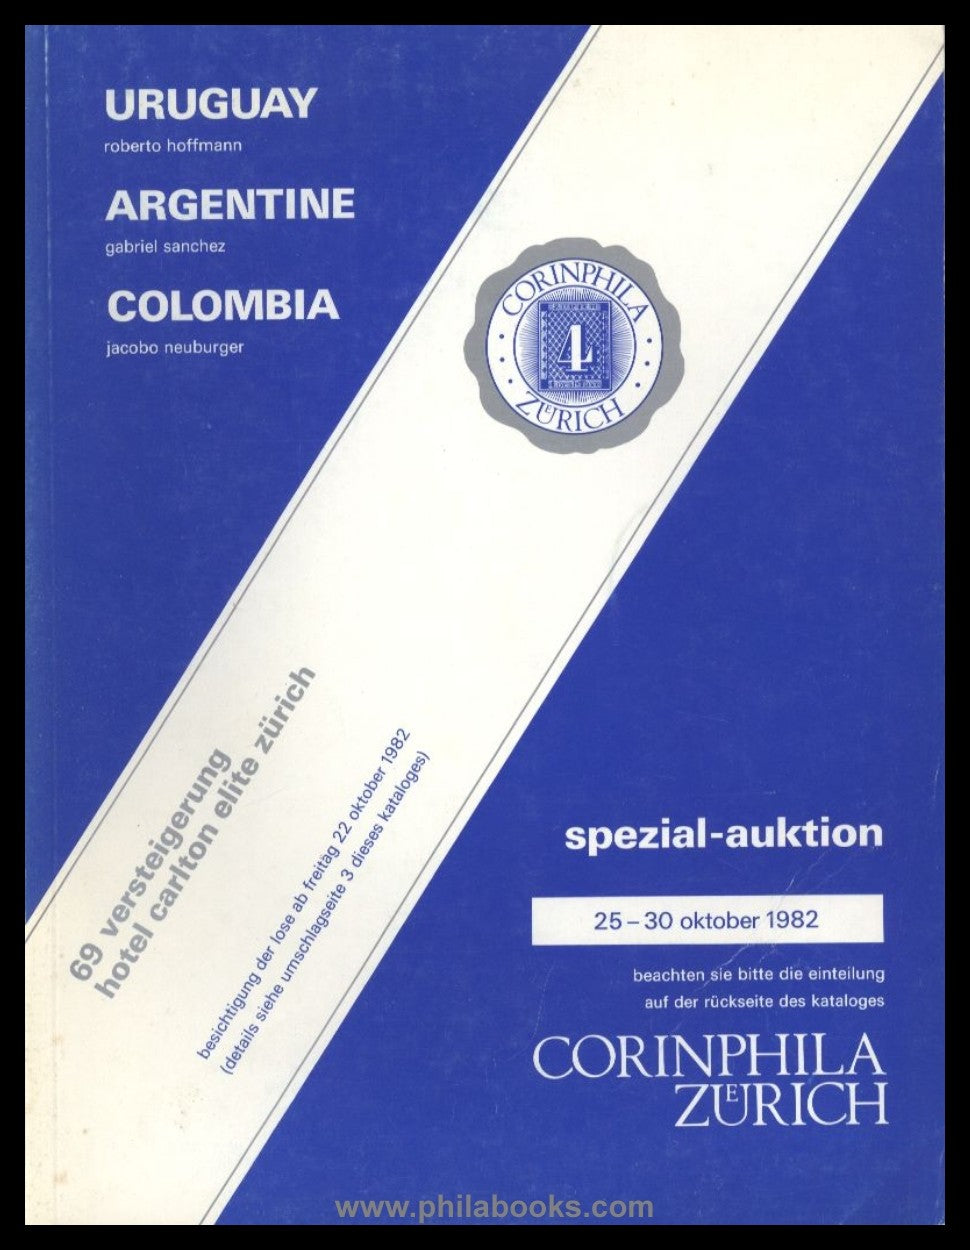 URUGUAY
roberto hoffmann
ARGENTINE
gabriel sanchez
COLOMBIA
jacobo neuburger
CORINPHILA
4
ZUERICH
69 versteigerung
hotel carlton elite zürich
besichtigung der lose ab freitag 22 oktober 1982
(details siehe umschlagseite 3 dieses kataloges)
spezial-auktion
25 – 30 oktober 1982
beachten sie bitte die einteilung
auf der rückseite des kataloges
CORINPHILA
ZUERICH
www.philabooks.com